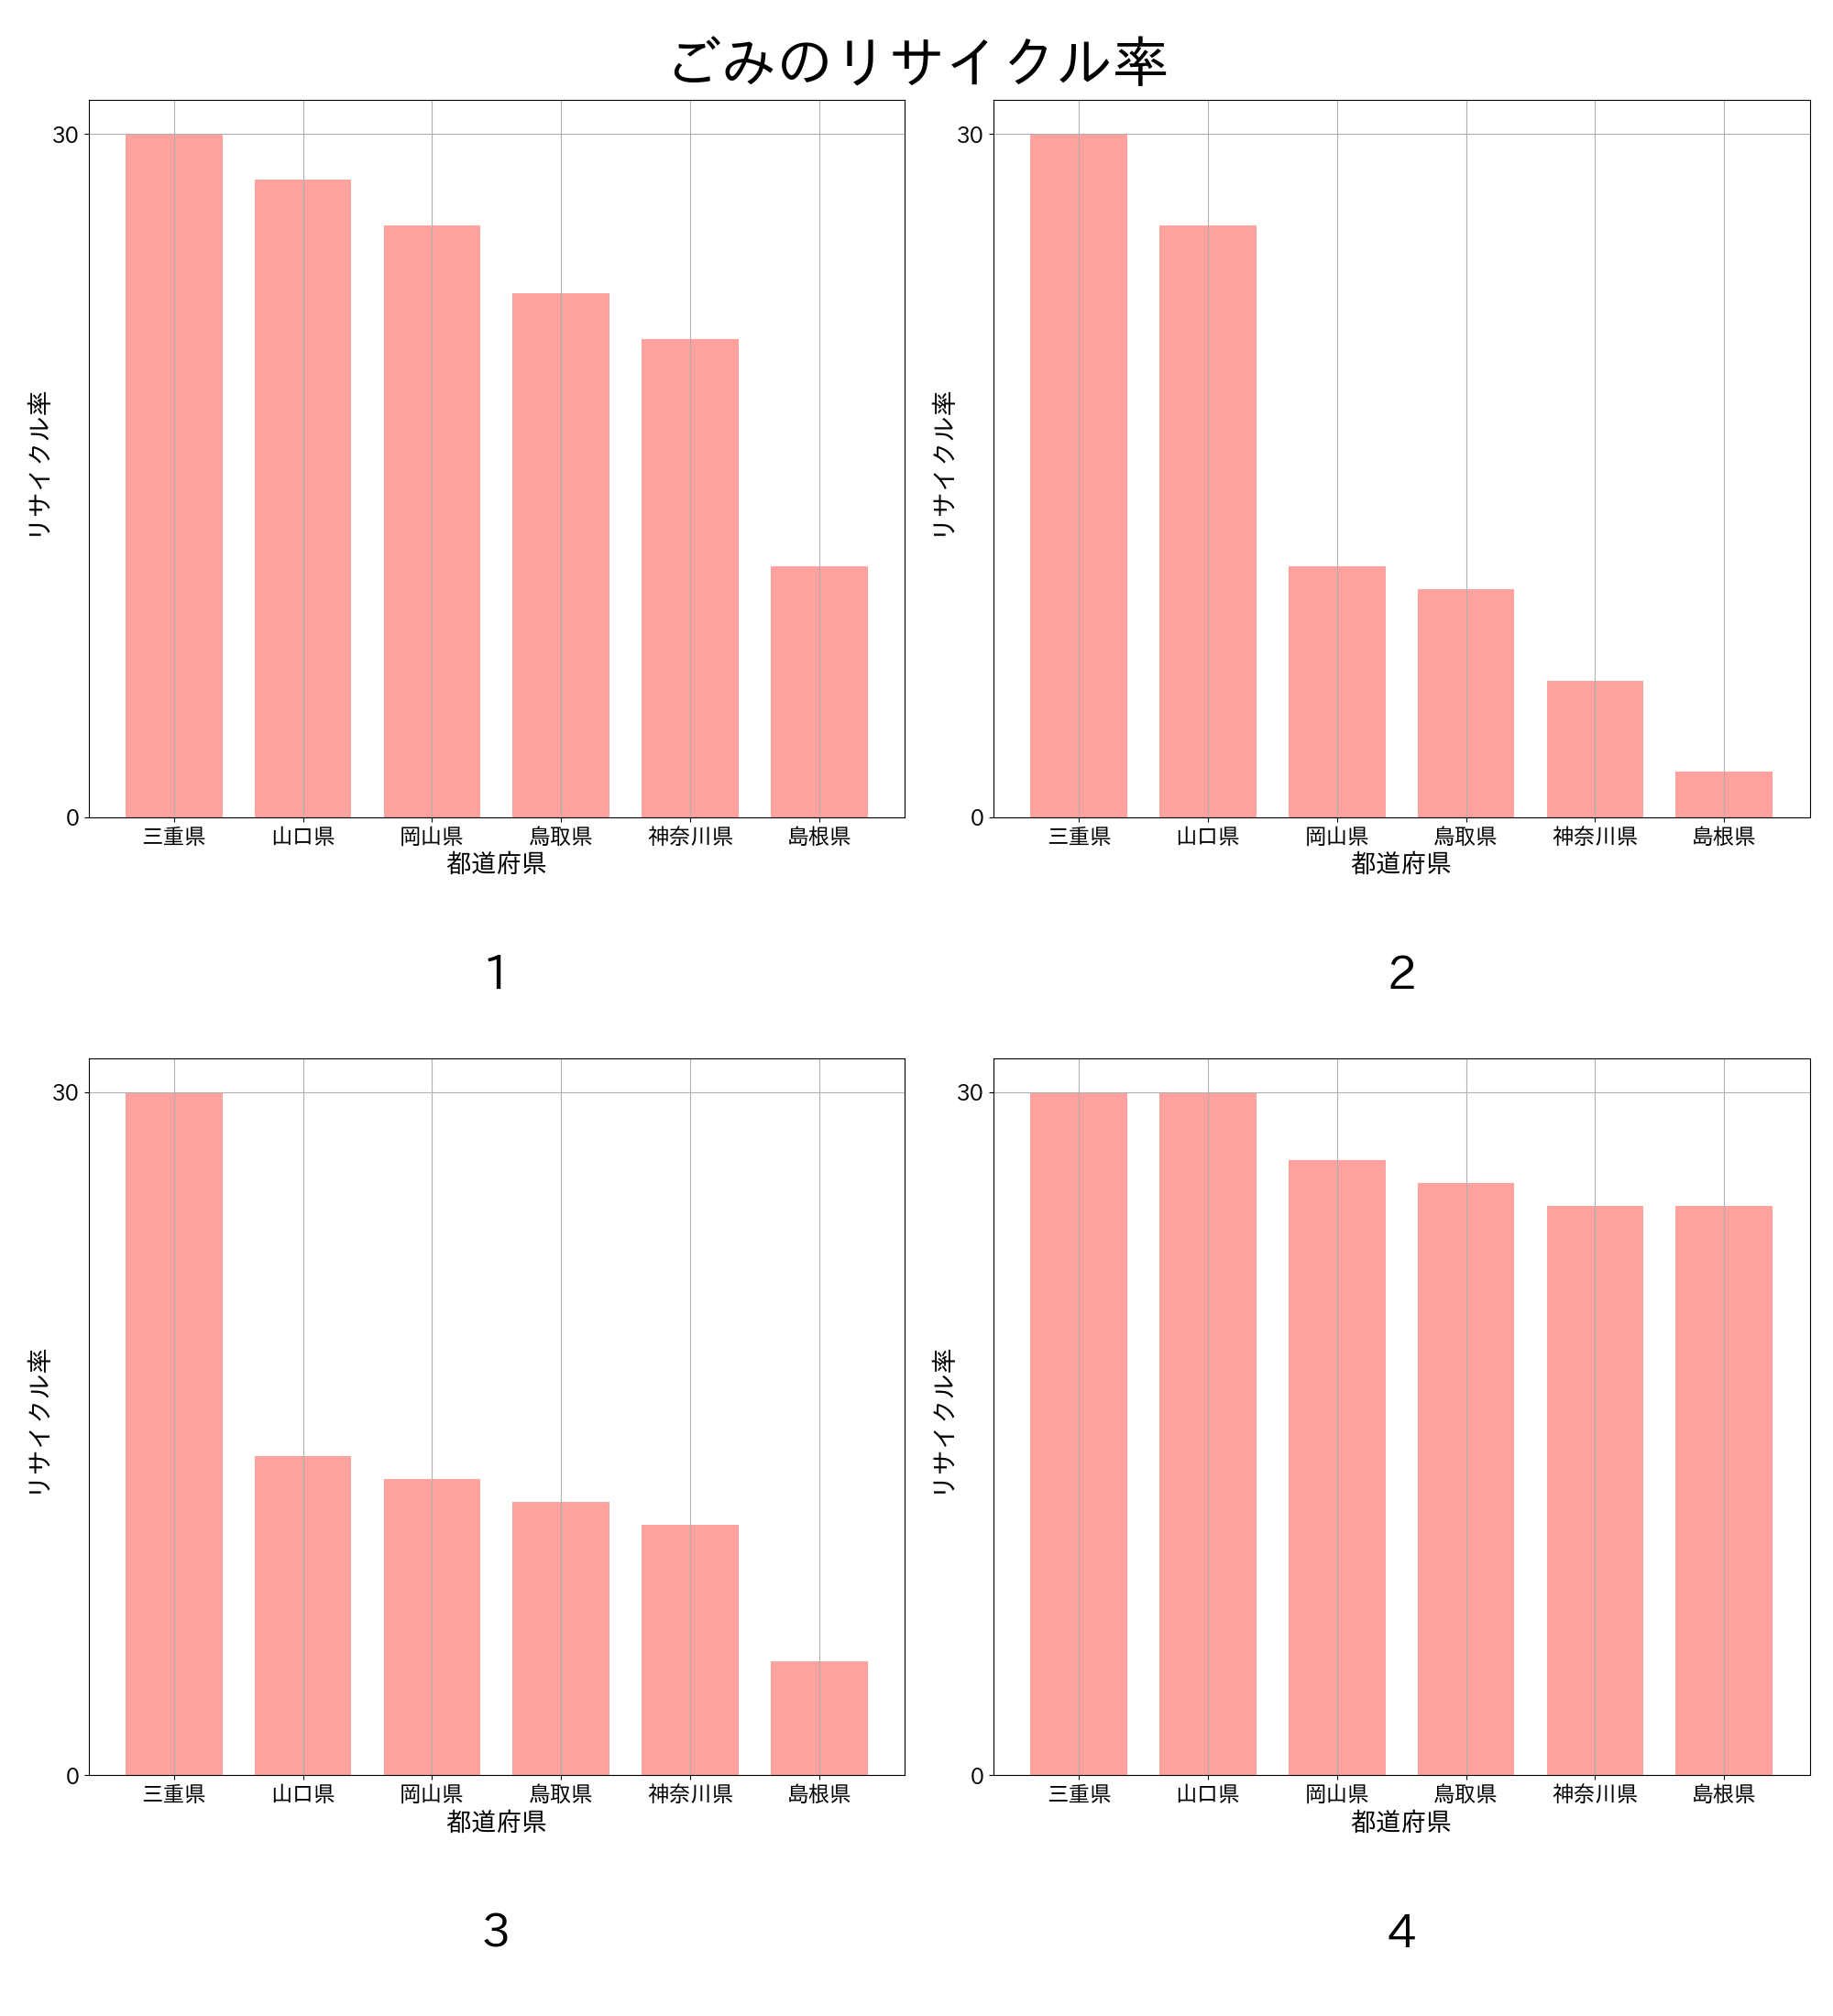 ごみのリサイクル率
30
0
リサイクル率
三重県 山口県 岡山県 鳥取県 神奈川県 島根県
都道府県
1
30
0
リサイクル率
三重県 山口県 岡山県 鳥取県 神奈川県 島根県
都道府県
2
30
0
リサイクル率
三重県 山口県 岡山県 鳥取県 神奈川県 島根県
都道府県
3
30
0
リサイクル率
三重県 山口県 岡山県 鳥取県 神奈川県 島根県
都道府県
4